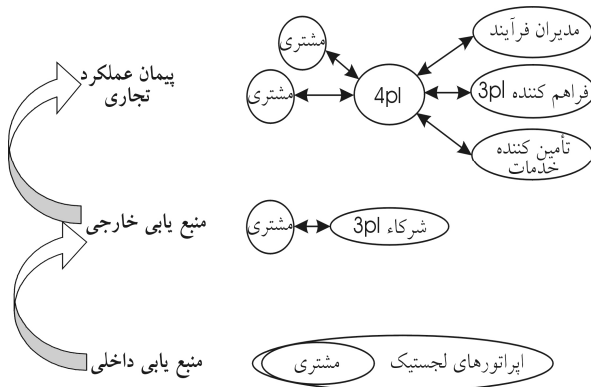 مدیران فرآیند
مشتری
پیمان عملکرد
تجاری
فراهم کننده 3pl
4pl
مشتری
تأمین کننده
خدمات
شرکاء 3pl
مشتری
منبع یابی خارجی
اپراتورهای لجستیک
مشتری
منبع یابی داخلی